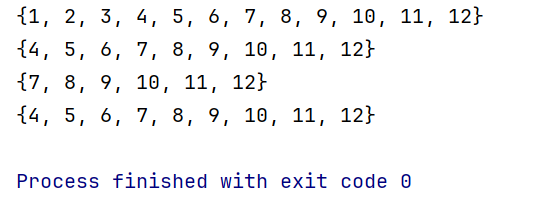 {1, 2, 3, 4, 5, 6, 7, 8, 9, 10, 11, 12}
{4, 5, 6, 7, 8, 9, 10, 11, 12}
{7, 8, 9, 10, 11, 12}
{4, 5, 6, 7, 8, 9, 10, 11, 12}
Process finished with exit code 0